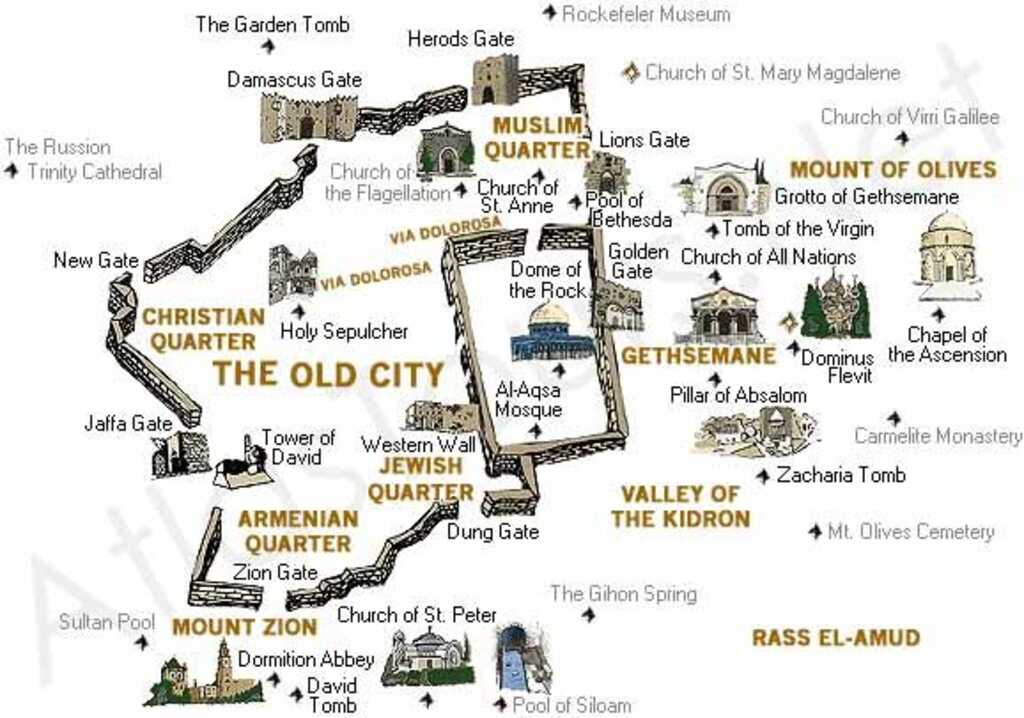 Rockefeler Museum
The Garden Tomb
Herods Gate
Damascus Gate
Church of St. Mary Magdalene
Church of Virri Galilee
The Russion
Trinity Cathedral
MUSLIM
QUARTER
Lions Gate
Church of
the Flagellation
MOUNT OF OLIVES
Church of
St. Anne
Pool of
Bethesda
Grotto of Gethsemane
Tomb of the Virgin
VIA DOLOROSA
New Gate
VIA DOLOROSA
Golden
Gate
Church of All Nations
Dome of
the Rock
CHRISTIAN
QUARTER
Holy Sepulcher
Chapel of
the Ascension
GETHSEMANE
Dominus
Flevit
THE OLD CITY
Al-Aqsa
Mosque
Pillar of Absalom
Jaffa Gate
Tower of
David
Western Wall
Carmelite Monastery
JEWISH
QUARTER
Zacharia Tomb
VALLEY OF
THE KIDRON
ARMENIAN
QUARTER
Dung Gate
Mt. Olives Cemetery
Zion Gate
The Gihon Spring
Sultan Pool
MOUNT ZION
Church of St. Peter
RASS EL-AMUD
Dormition Abbey
David
Tomb
Pool of Siloam